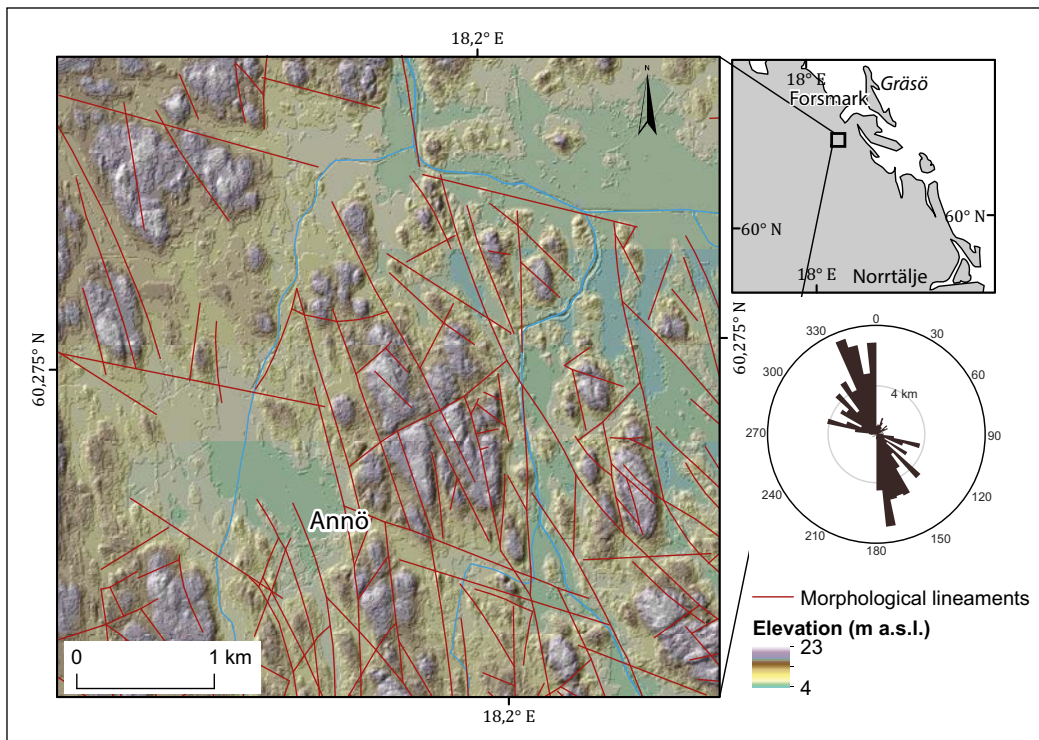 18,2° E
N
60,275° N
60,275° N
Annö
0 1 km
18,2° E
18° E
Gräsö
Forsmark
60° N
60° N
18° E
Norrtälje
0
330 30
300 60
4 km
270 90
240 120
210 150
180
Morphological lineaments
Elevation (m a.s.l.)
23
4